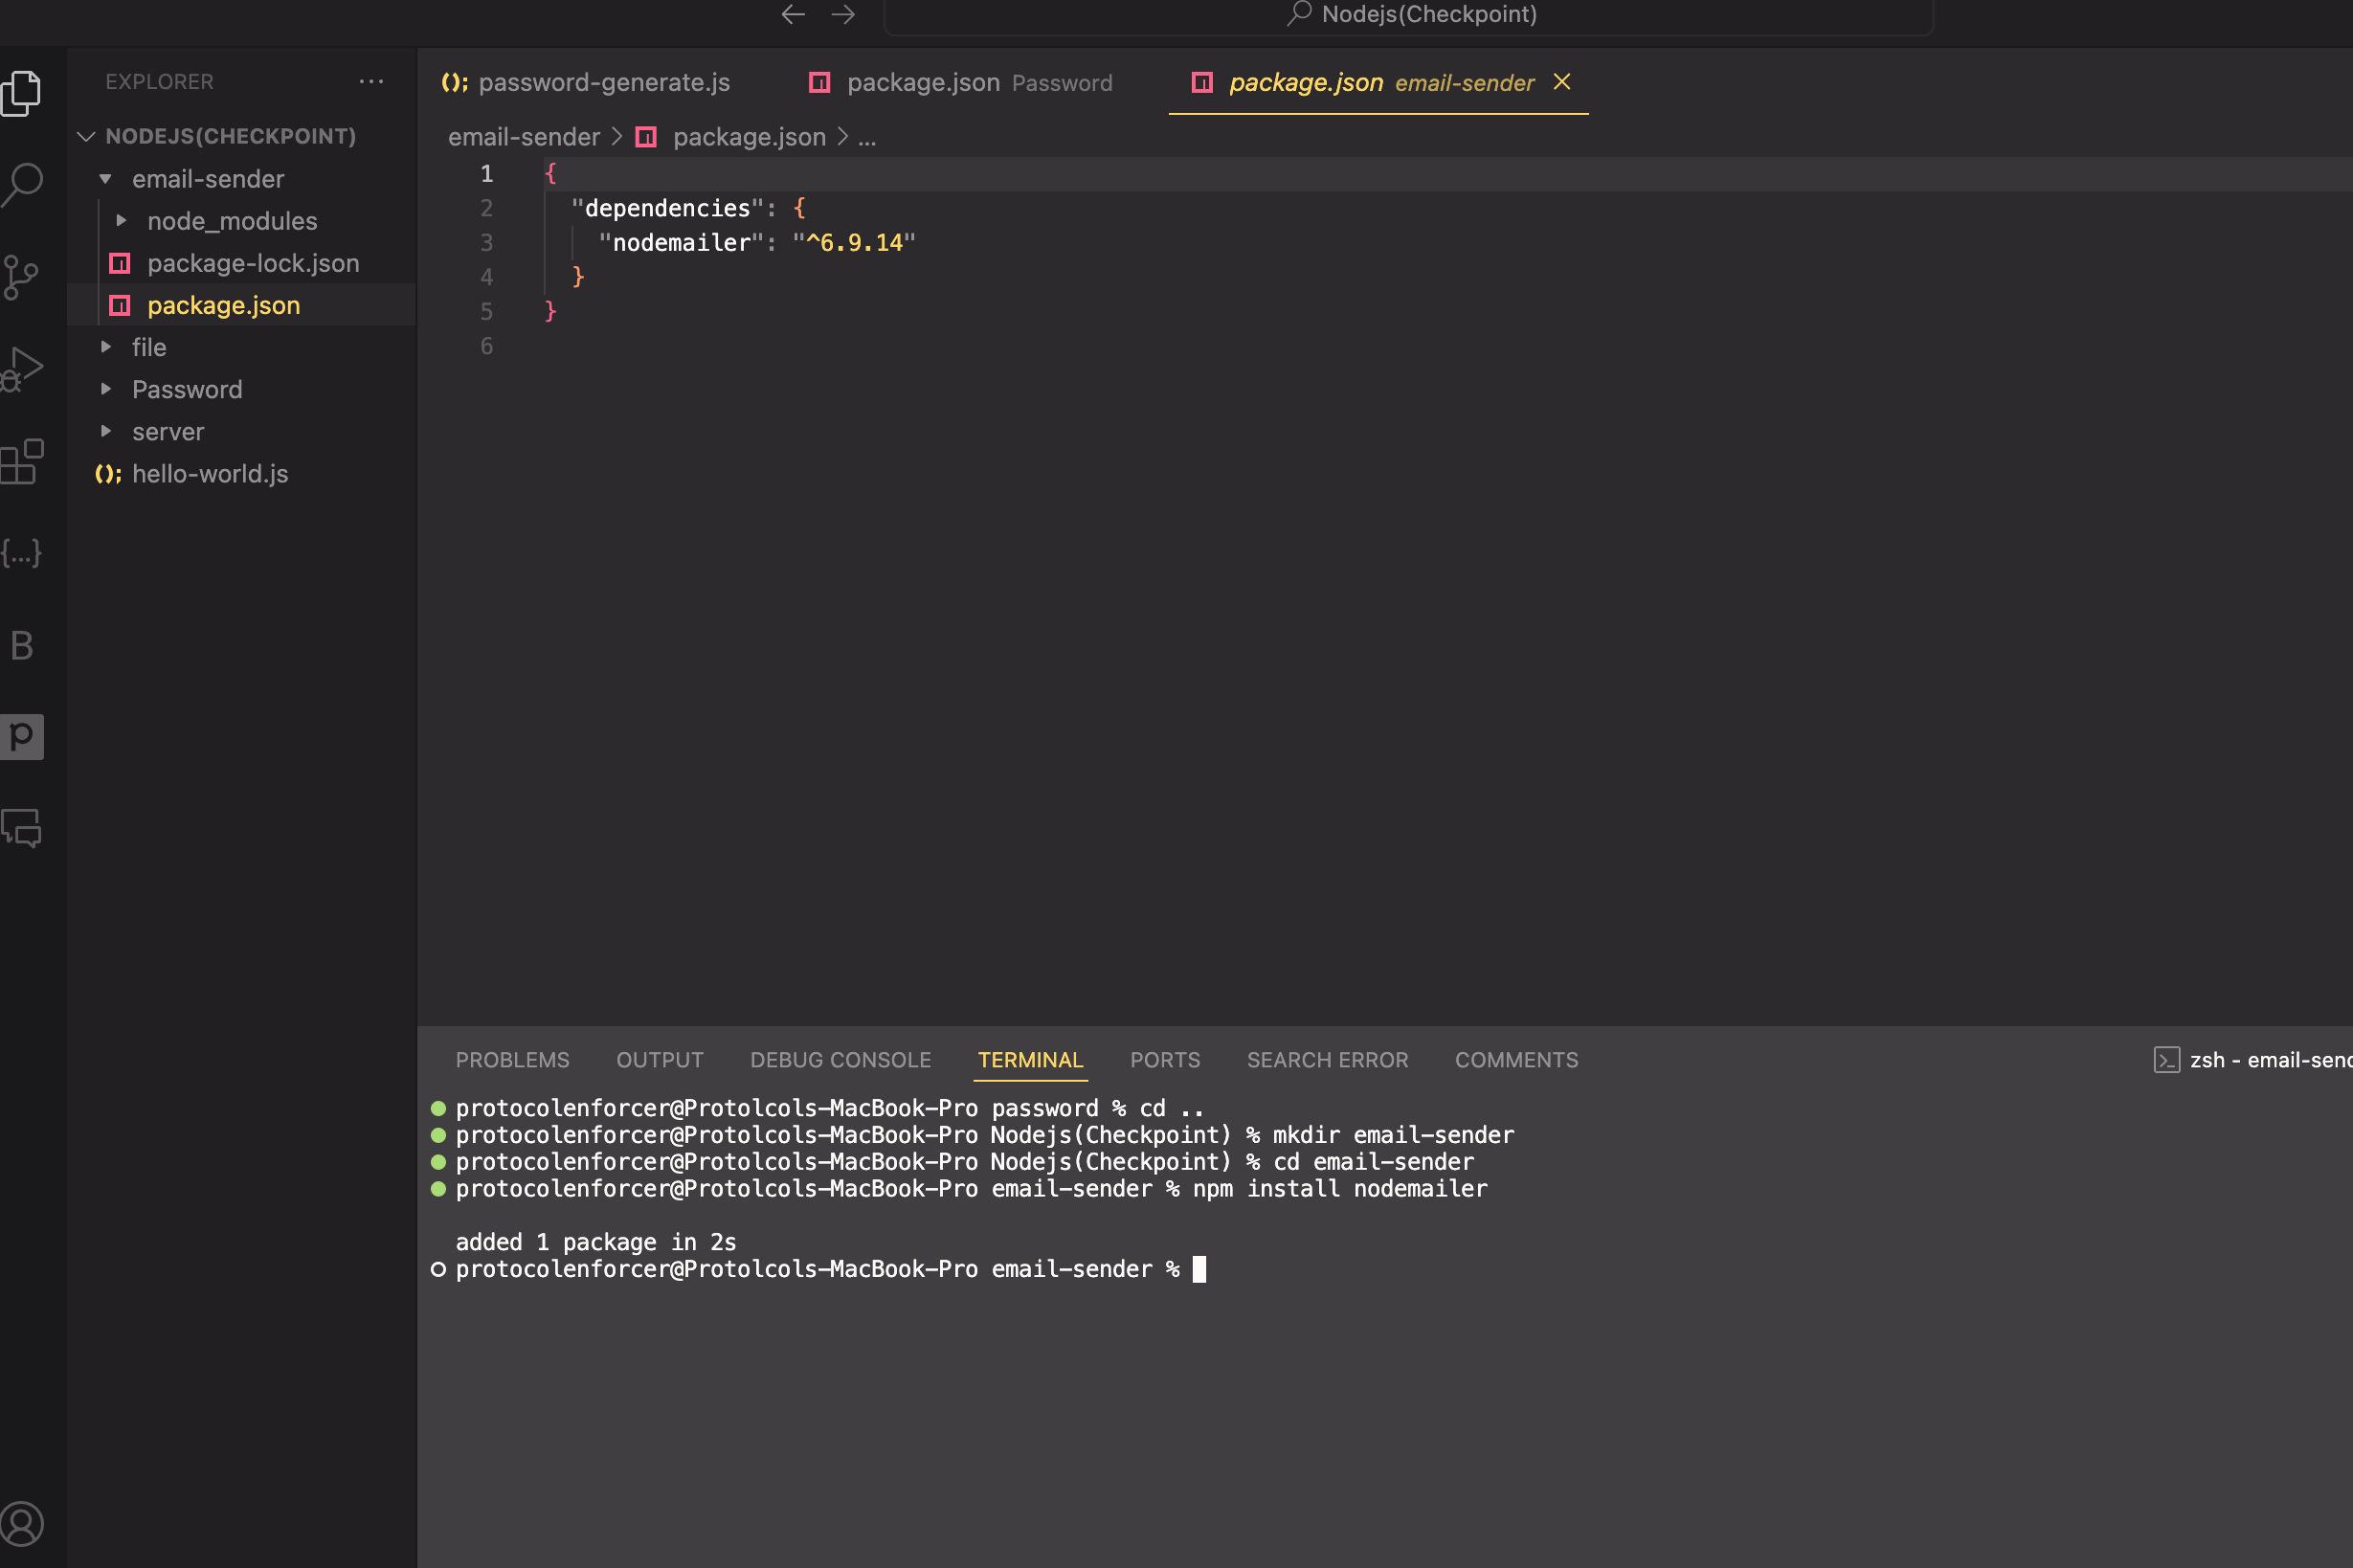 Nodejs(Checkpoint)
EXPLORER
NODEJS(CHECKPOINT)
email-sender
node_modules
package-lock.json
package.json
file
Password
server
hello-world.js
{...}
B
p
password-generate.js
package.json Password
package.json email-sender
email-sender > package.json > ...
1 {
2 "dependencies": {
3 "nodemailer": "^6.9.14"
4 }
5 }
6
PROBLEMS OUTPUT DEBUG CONSOLE TERMINAL PORTS SEARCH ERROR COMMENTS
zsh - email-send
protocolenforcer@Protolcols-MacBook-Pro password % cd ..
protocolenforcer@Protolcols-MacBook-Pro Nodejs(Checkpoint) % mkdir email-sender
protocolenforcer@Protolcols-MacBook-Pro Nodejs(Checkpoint) % cd email-sender
protocolenforcer@Protolcols-MacBook-Pro email-sender % npm install nodemailer
added 1 package in 2s
protocolenforcer@Protolcols-MacBook-Pro email-sender %